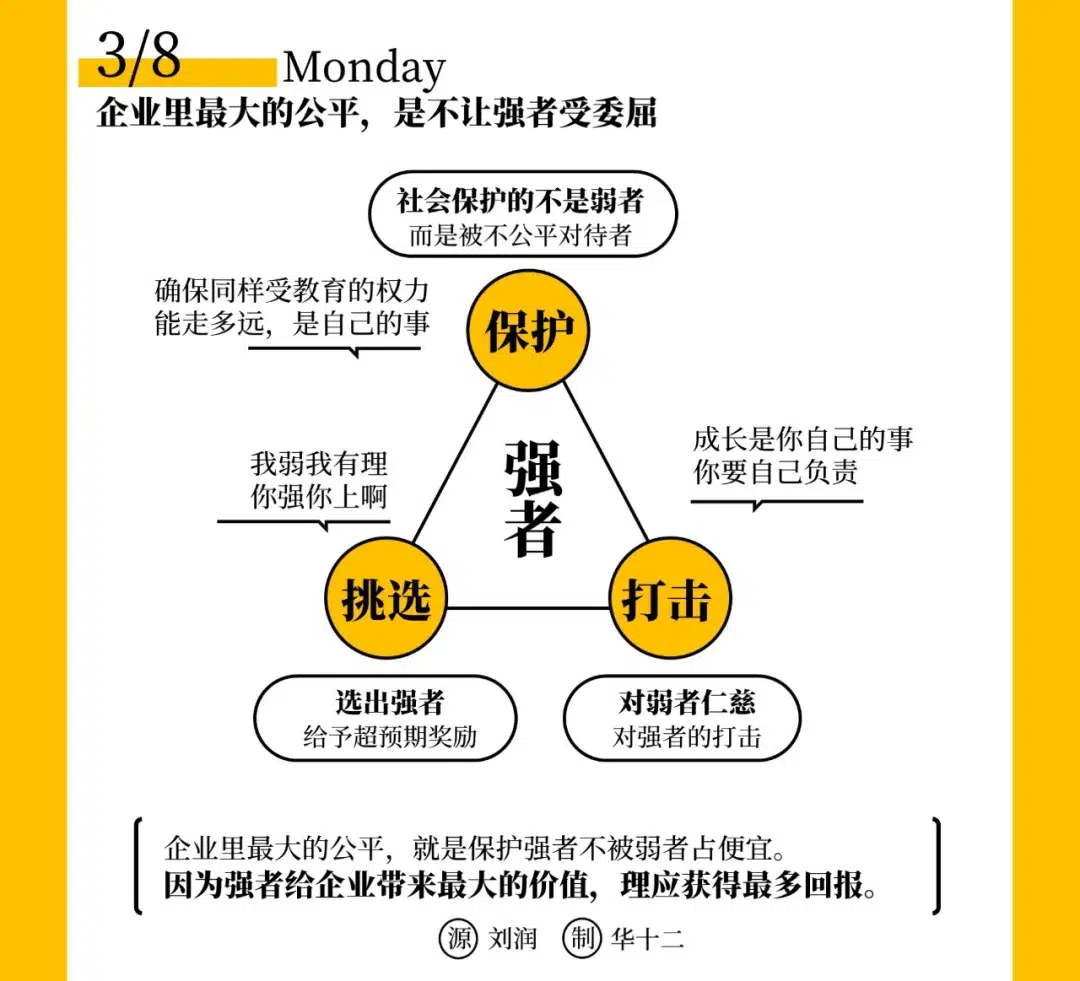 3/8 Monday
企业里最大的公平，是不让强者受委屈
社会保护的不是弱者
而是被不公平对待者
确保同样受教育的权力
能走多远，是自己的事
保护
成长是你自己的事
你要自己负责
我弱我有理
你强你上啊
强者
挑选
打击
选出强者
给予超预期奖励
对弱者仁慈
对强者的打击
企业里最大的公平，就是保护强者不被弱者占便宜。
因为强者给企业带来最大的价值，理应获得最多回报。
源 刘润 制 华十二